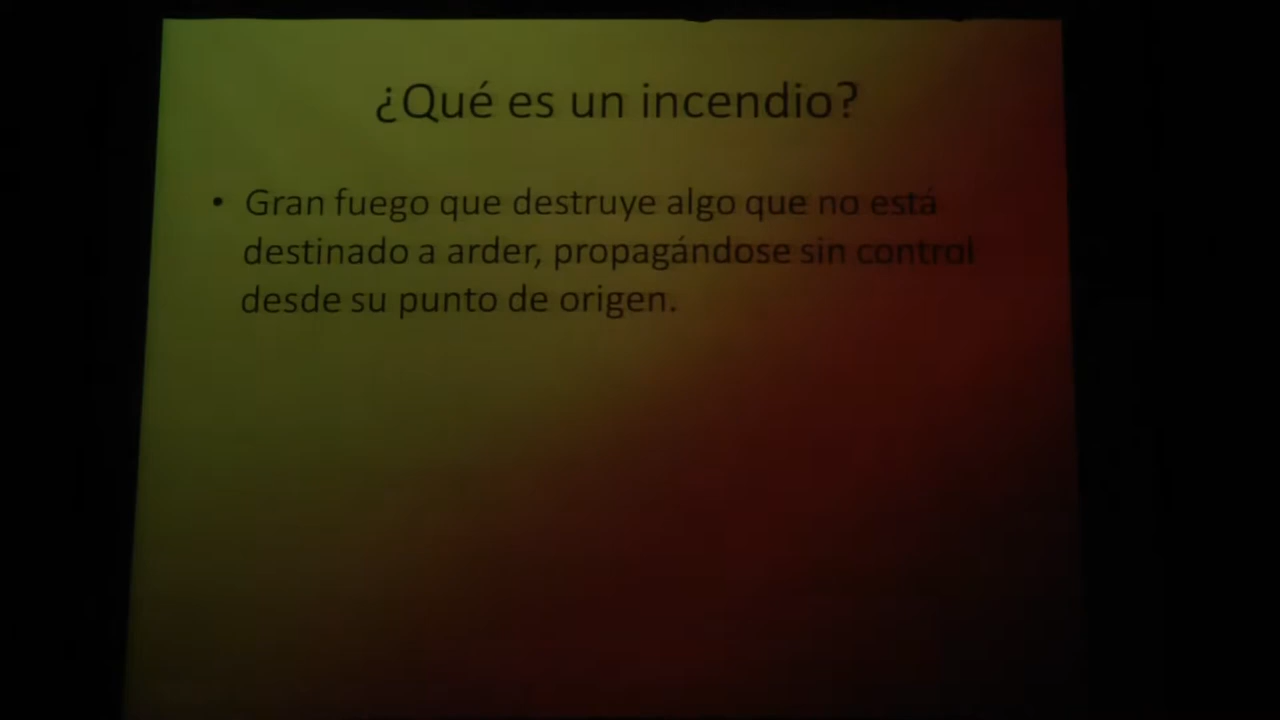 ¿Qué es un incendio?
• Gran fuego que destruye algo que no está
destinado a arder, propagándose sin control
desde su punto de origen.